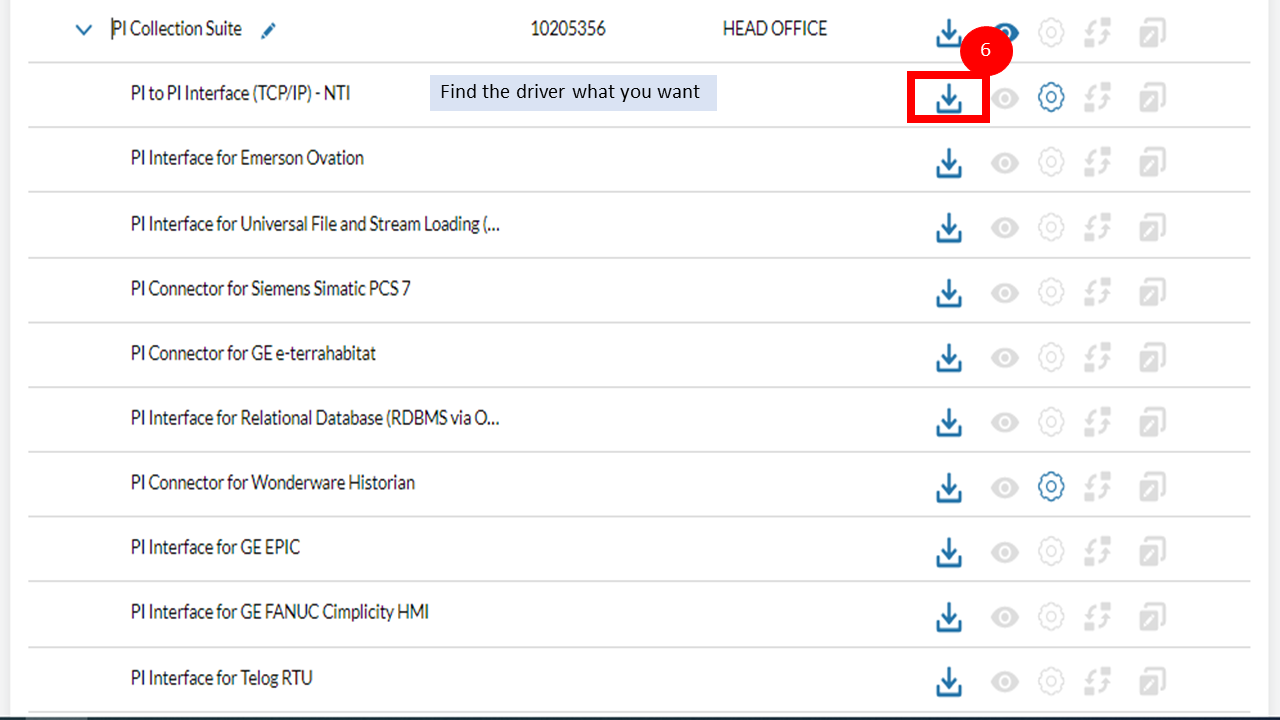 PI Collection Suite 10205356 HEAD OFFICE
6
PI to PI Interface (TCP/IP) - NTI Find the driver what you want
PI Interface for Emerson Ovation
PI Interface for Universal File and Stream Loading (...
PI Connector for Siemens Simatic PCS 7
PI Connector for GE e-terrahabitat
PI Interface for Relational Database (RDBMS via O...
PI Connector for Wonderware Historian
PI Interface for GE EPIC
PI Interface for GE FANUC Cimplicity HMI
PI Interface for Telog RTU